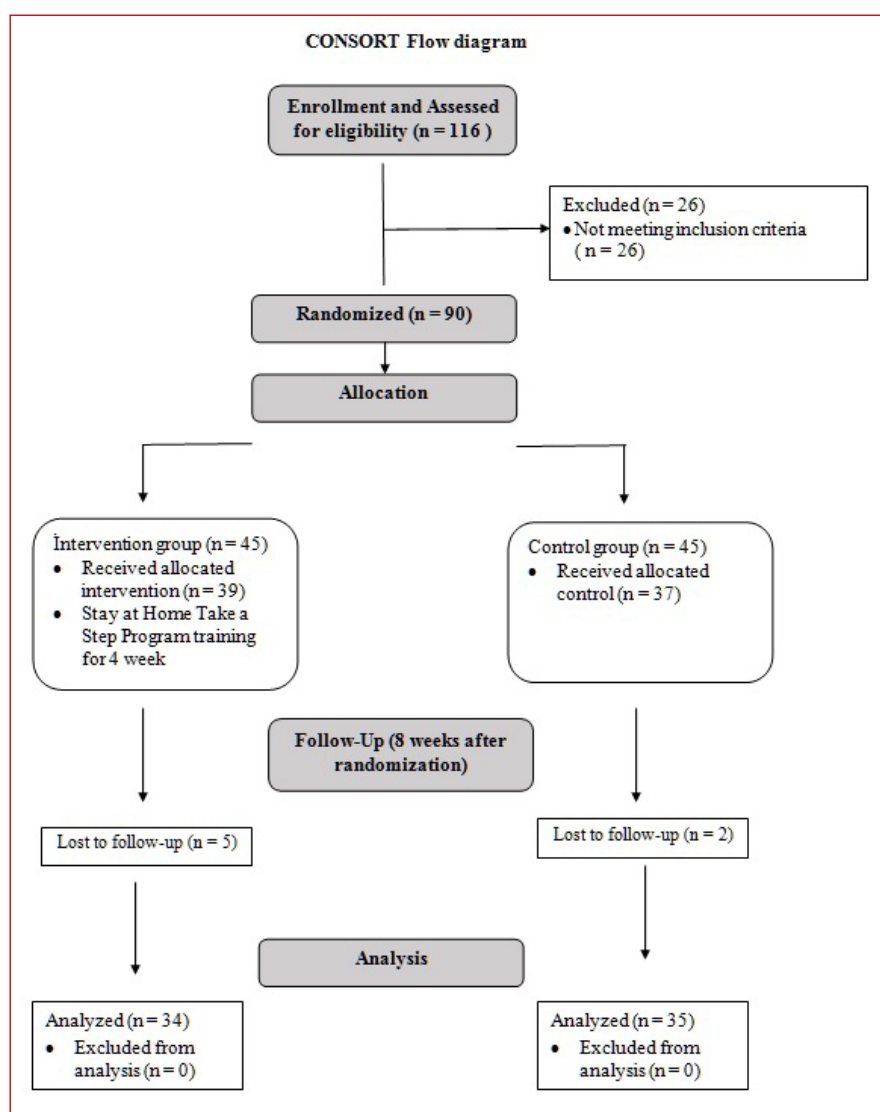 CONSORT Flow diagram
Enrollment and Assessed
for eligibility (n = 116 )
Excluded (n = 26)
• Not meeting inclusion criteria
( n = 26)
Randomized (n = 90)
Allocation
İntervention group (n = 45)
• Received allocated
intervention (n = 39)
• Stay at Home Take a
Step Program training
for 4 week
Control group (n = 45)
• Received allocated
control (n = 37)
Follow-Up (8 weeks after
randomization)
Lost to follow-up (n = 5)
Lost to follow-up (n = 2)
Analysis
Analyzed (n = 34)
• Excluded from
analysis (n = 0)
Analyzed (n = 35)
• Excluded from
analysis (n = 0)